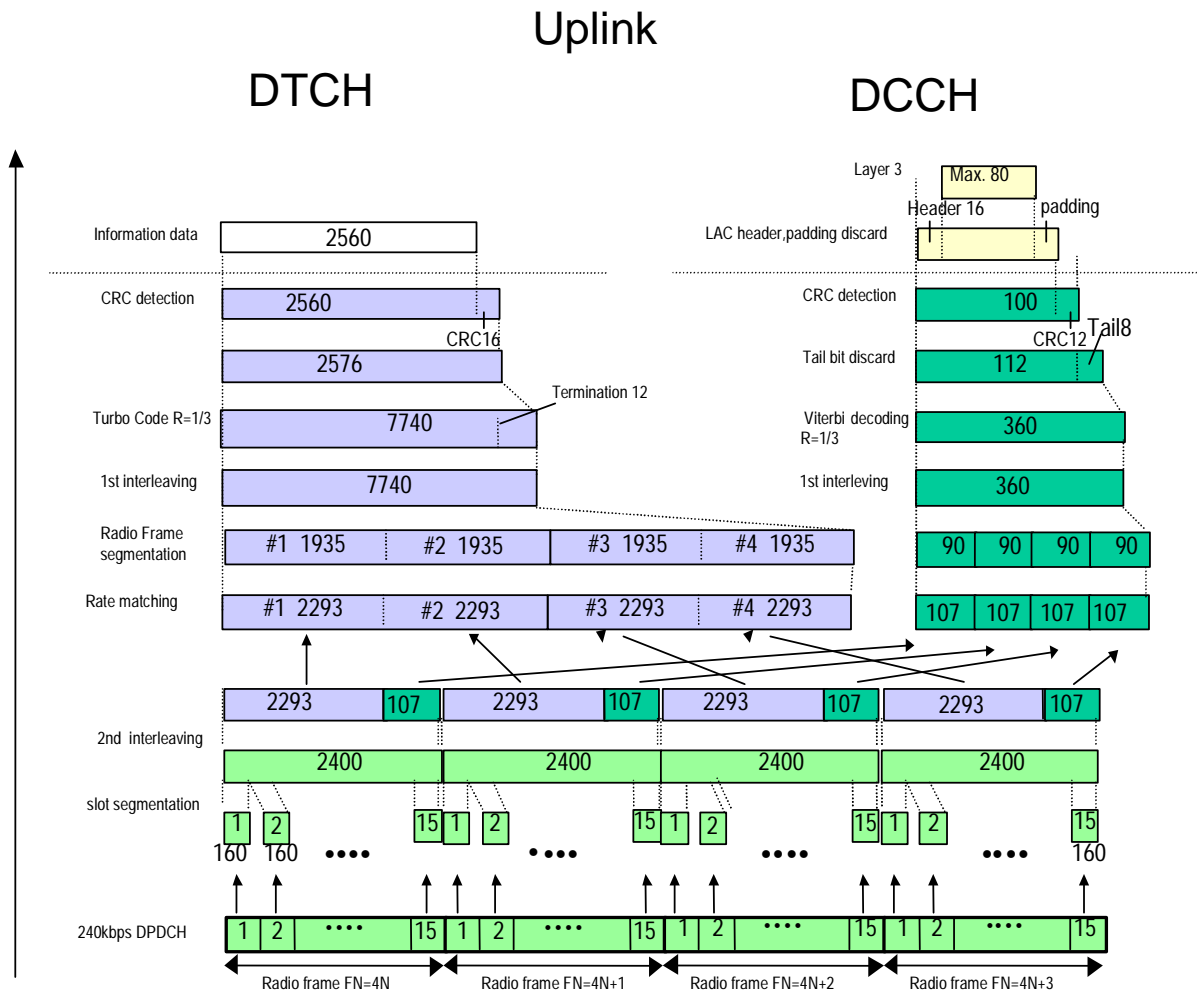 Uplink
DTCH
DCCH
Layer 3
Max. 80
Header 16
padding
Information data
2560
LAC header,padding discard
CRC detection
2560
CRC16
CRC detection
100
CRC12
Tail8
2576
Tail bit discard
112
Termination 12
Turbo Code R=1/3
7740
Viterbi decoding
R=1/3
360
1st interleaving
7740
1st interleving
360
Radio Frame
segmentation
#1 1935 #2 1935 #3 1935 #4 1935
90 90 90 90
Rate matching
#1 2293 #2 2293 #3 2293 #4 2293
107 107 107 107
2293 107 2293 107 2293 107 2293 107
2nd interleaving
2400 2400 2400 2400
slot segmentation
1 2 15 1 2 15 1 2 15 1 2 15
160 160 •••• •••• •••• •••• 160
240kbps DPDCH
1 2 •••• 15 1 2 •••• 15 1 2 •••• 15 1 2 •••• 15
Radio frame FN=4N Radio frame FN=4N+1 Radio frame FN=4N+2 Radio frame FN=4N+3